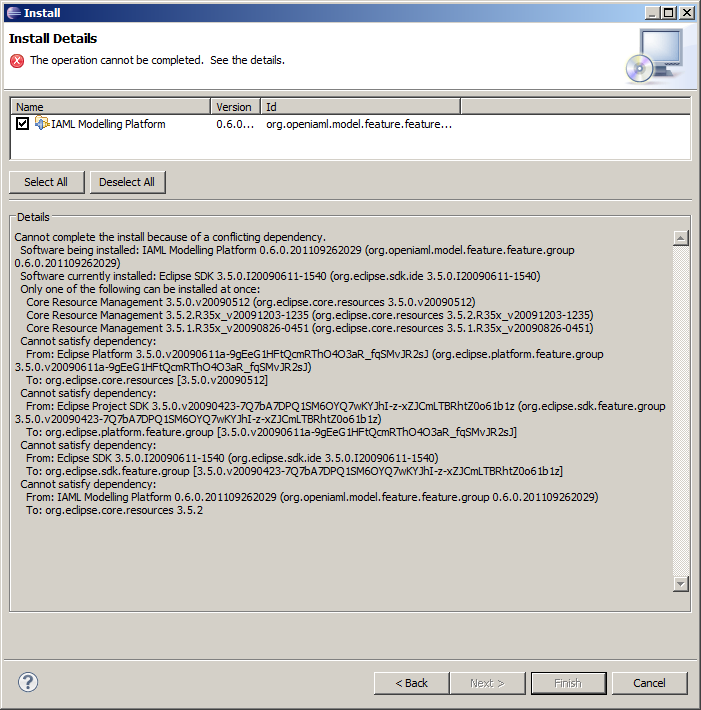 Install
Install Details
The operation cannot be completed.  See the details.
Name Version Id
IAML Modelling Platform 0.6.0... org.openiaml.model.feature.feature...
Select All Deselect All
Details
Cannot complete the install because of a conflicting dependency.
Software being installed: IAML Modelling Platform 0.6.0.201109262029 (org.openiaml.model.feature.feature.group
0.6.0.201109262029)
Software currently installed: Eclipse SDK 3.5.0.I20090611-1540 (org.eclipse.sdk.ide 3.5.0.I20090611-1540)
Only one of the following can be installed at once:
Core Resource Management 3.5.0.v20090512 (org.eclipse.core.resources 3.5.0.v20090512)
Core Resource Management 3.5.2.R35x_v20091203-1235 (org.eclipse.core.resources 3.5.2.R35x_v20091203-1235)
Core Resource Management 3.5.1.R35x_v20090826-0451 (org.eclipse.core.resources 3.5.1.R35x_v20090826-0451)
Cannot satisfy dependency:
From: Eclipse Platform 3.5.0.v20090611a-9gEeG1HFtQcmRThO4O3aR_fqSMvJR2sJ (org.eclipse.platform.feature.group
3.5.0.v20090611a-9gEeG1HFtQcmRThO4O3aR_fqSMvJR2sJ)
To: org.eclipse.core.resources [3.5.0.v20090512]
Cannot satisfy dependency:
From: Eclipse Project SDK 3.5.0.v20090423-7Q7bA7DPQ1SM6OYQ7wKYJhI-z-xZJCmLTBRhtZ0o61b1z (org.eclipse.sdk.feature.group
3.5.0.v20090423-7Q7bA7DPQ1SM6OYQ7wKYJhI-z-xZJCmLTBRhtZ0o61b1z)
To: org.eclipse.platform.feature.group [3.5.0.v20090611a-9gEeG1HFtQcmRThO4O3aR_fqSMvJR2sJ]
Cannot satisfy dependency:
From: Eclipse SDK 3.5.0.I20090611-1540 (org.eclipse.sdk.ide 3.5.0.I20090611-1540)
To: org.eclipse.sdk.feature.group [3.5.0.v20090423-7Q7bA7DPQ1SM6OYQ7wKYJhI-z-xZJCmLTBRhtZ0o61b1z]
Cannot satisfy dependency:
From: IAML Modelling Platform 0.6.0.201109262029 (org.openiaml.model.feature.feature.group 0.6.0.201109262029)
To: org.eclipse.core.resources 3.5.2
? < Back Next > Finish Cancel